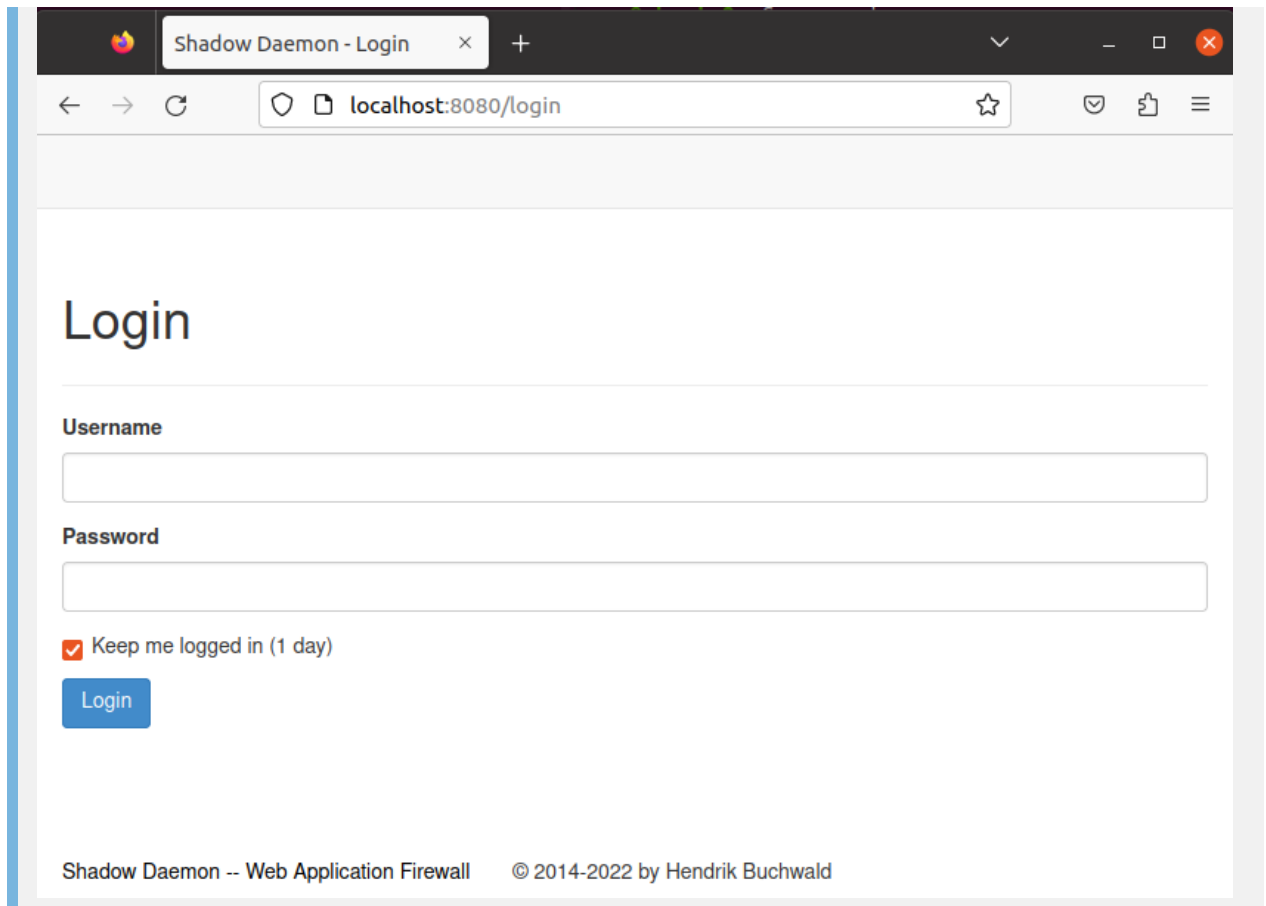 Shadow Daemon - Login
localhost:8080/login
Login
Username
Password
Keep me logged in (1 day)
Login
Shadow Daemon -- Web Application Firewall © 2014-2022 by Hendrik Buchwald